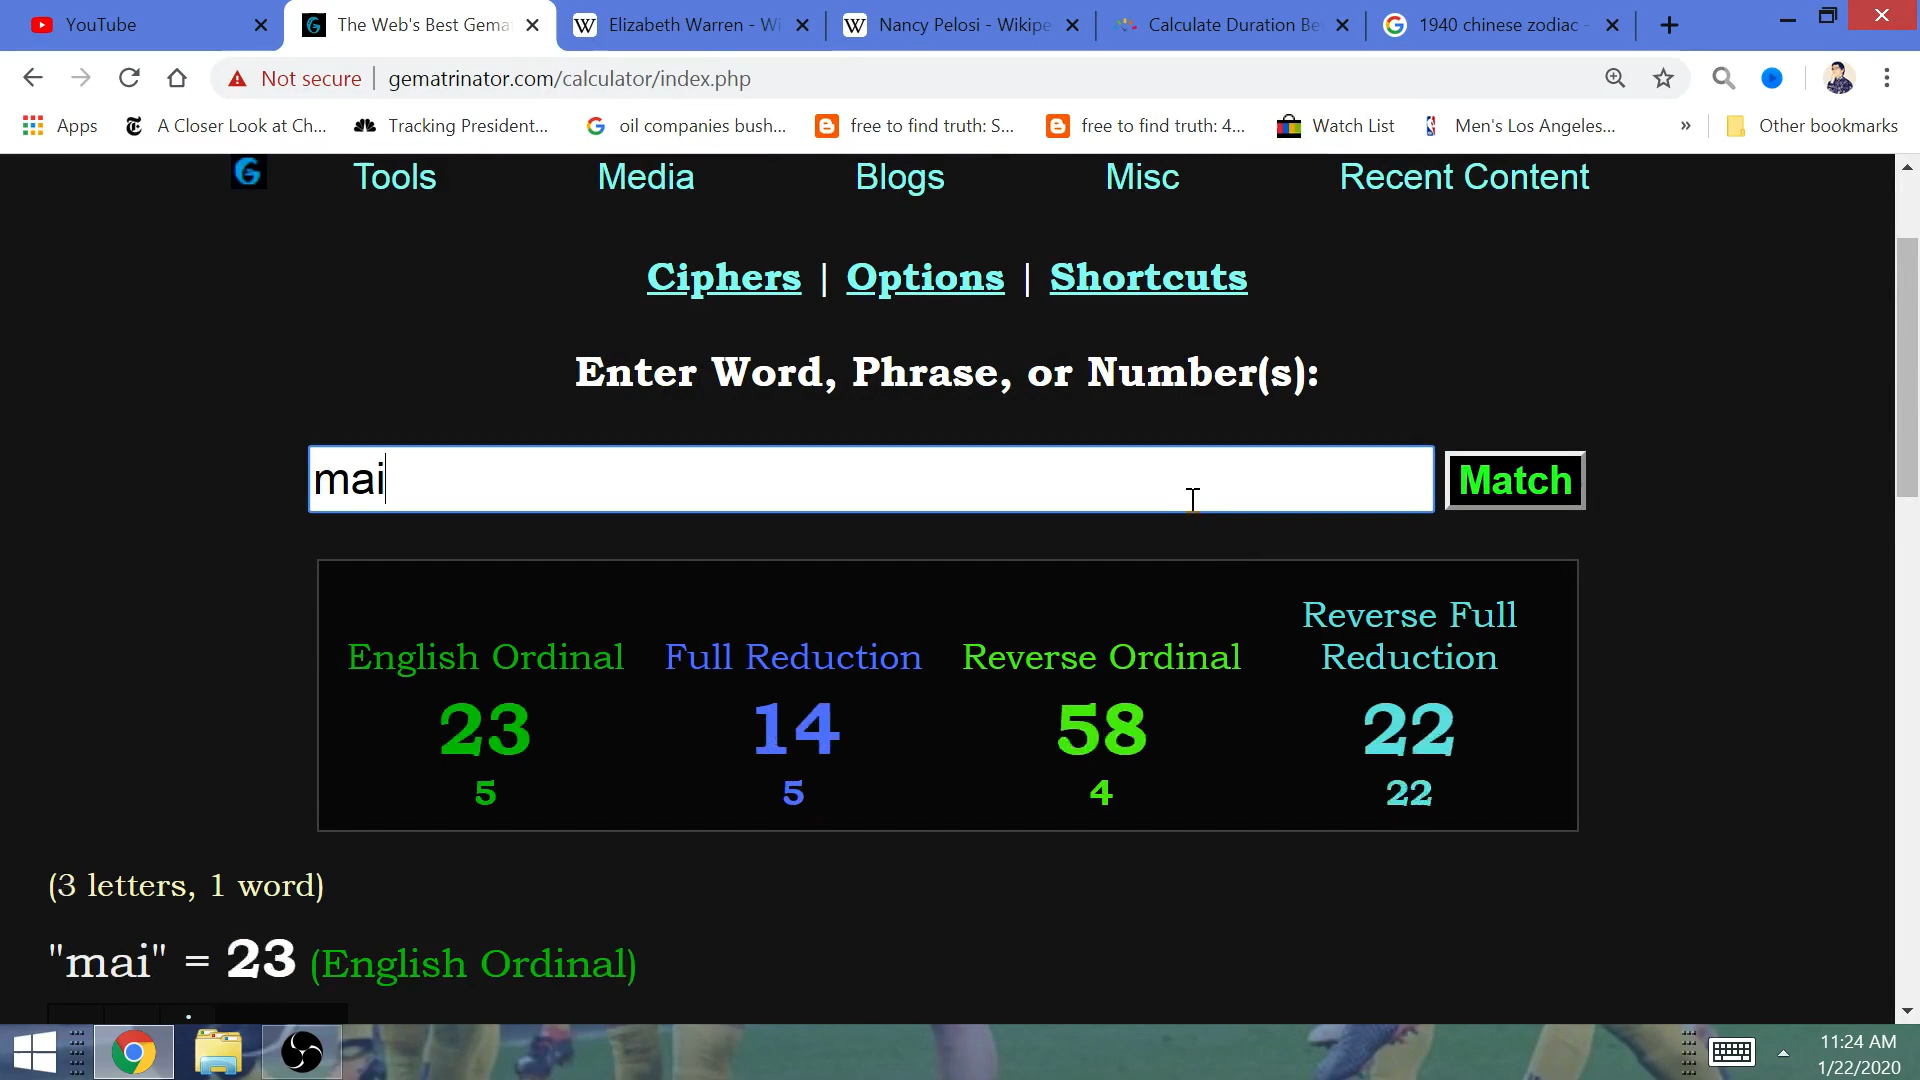 YouTube
The Web's Best Gema
Elizabeth Warren - Wi
Nancy Pelosi - Wikipe
Calculate Duration Be
1940 chinese zodiac -
Not secure gematrinator.com/calculator/index.php
Apps
A Closer Look at Ch...
Tracking President...
oil companies bush...
free to find truth: S...
free to find truth: 4...
Watch List
Men's Los Angeles...
»
Other bookmarks
Tools Media Blogs Misc Recent Content
Ciphers | Options | Shortcuts
Enter Word, Phrase, or Number(s):
mai
Match
English Ordinal Full Reduction Reverse Ordinal Reverse Full Reduction
23 14 58 22
5 5 4 22
(3 letters, 1 word)
"mai" = 23 (English Ordinal)
11:24 AM
1/22/2020